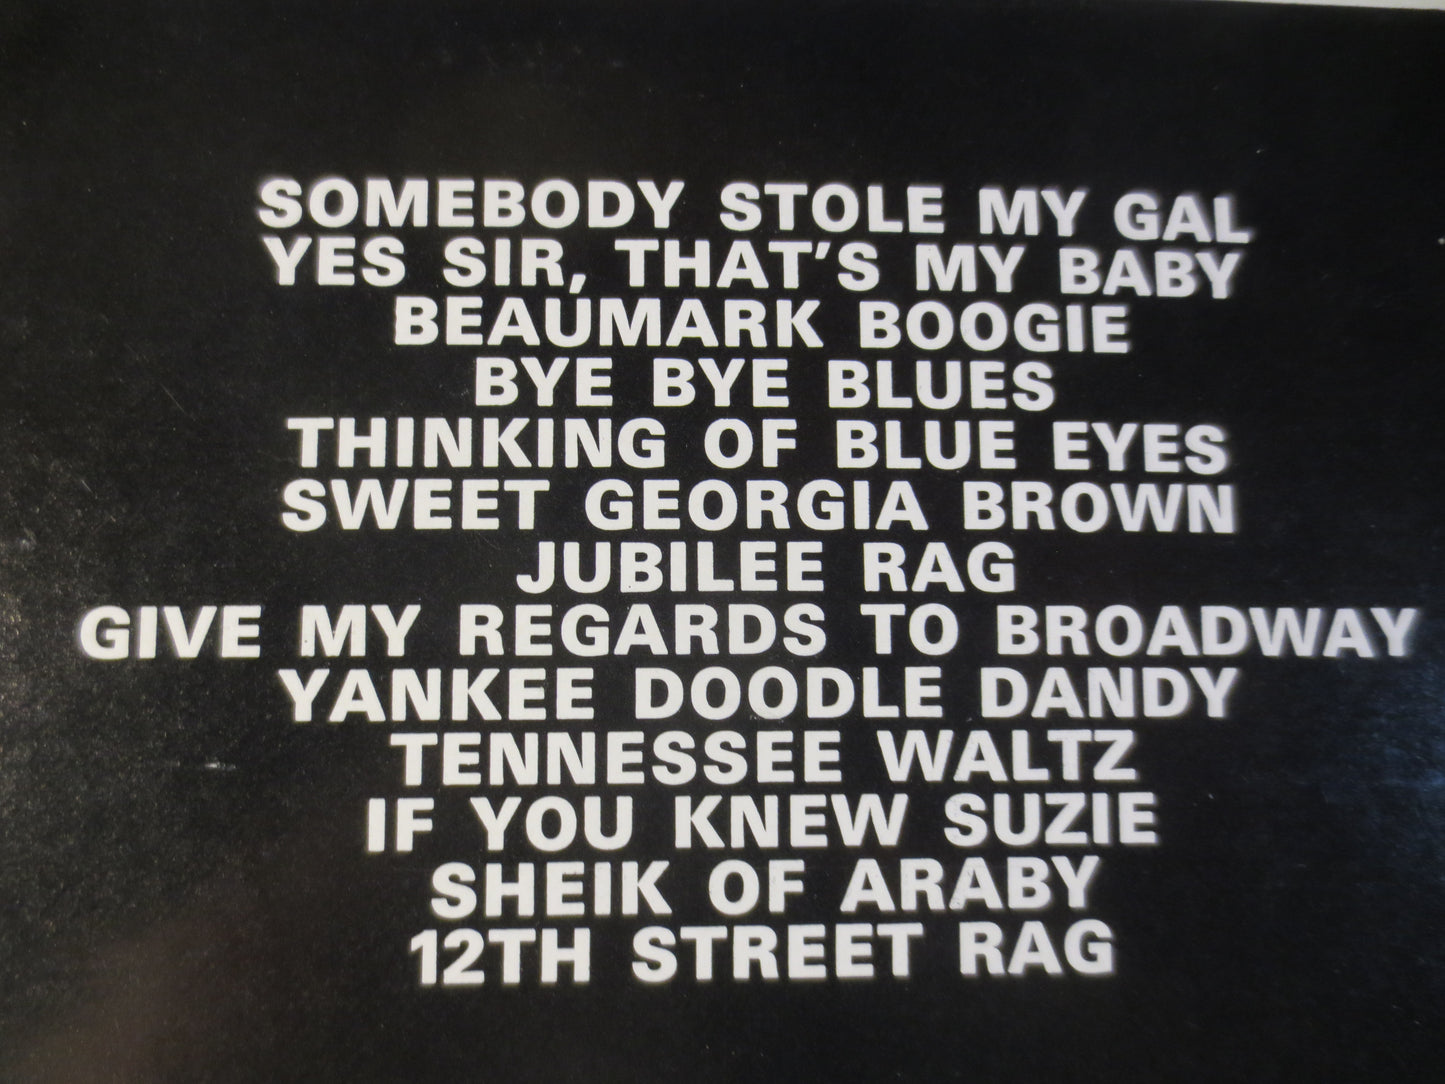 SOMEBODY STOLE MY GAL
YES SIR, THAT'S MY BABY
BEAUMARK BOOGIE
BYE BYE BLUES
THINKING OF BLUE EYES
SWEET GEORGIA BROWN
JUBILEE RAG
GIVE MY REGARDS TO BROADWAY
YANKEE DOODLE DANDY
TENNESSEE WALTZ
IF YOU KNEW SUZIE
SHEIK OF ARABY
12TH STREET RAG